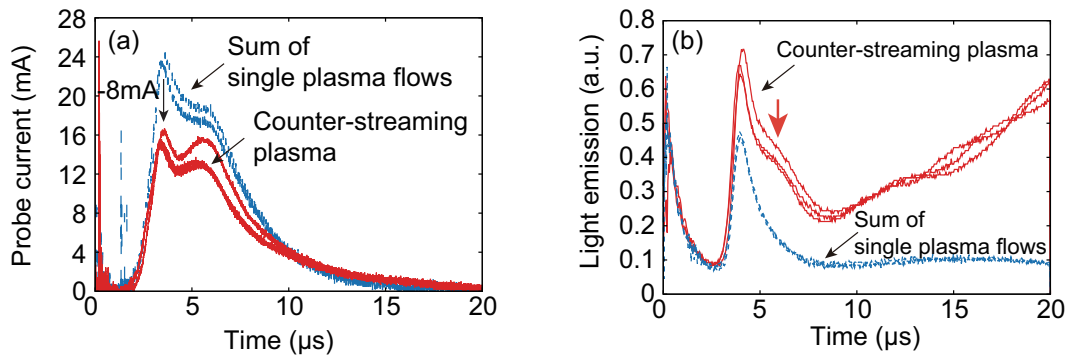 28
24
20
16
12
8
4
0
Probe current (mA)
(a)
Sum of
single plasma flows
-8mA
Counter-streaming
plasma
0
5
10
15
20
Time (μs)
0.8
0.7
0.6
0.5
0.4
0.3
0.2
0.1
0
Light emission (a.u.)
(b)
Counter-streaming plasma
Sum of
single plasma flows
0
5
10
15
20
Time (μs)